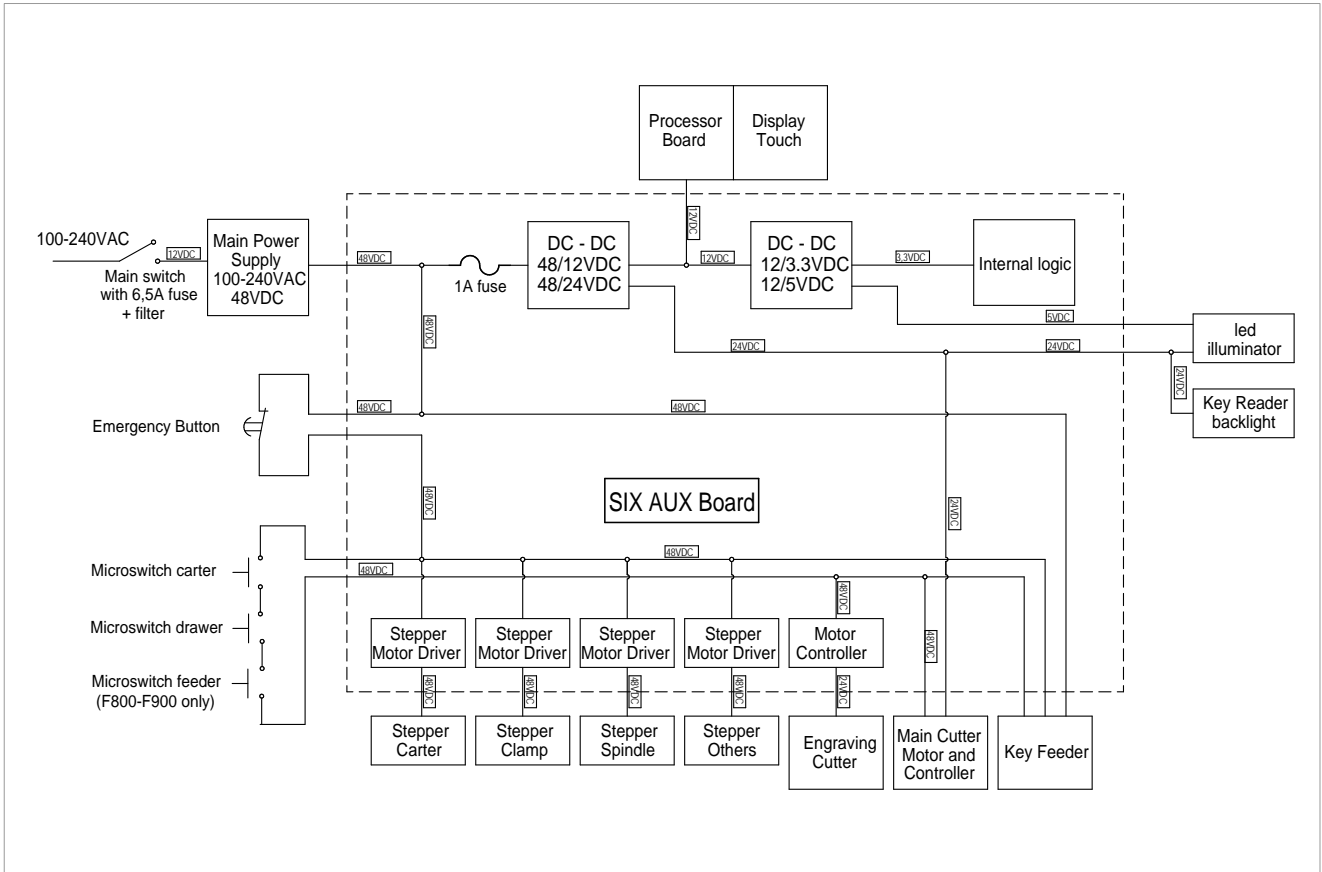 Processor
Board
Display
Touch
12VDC
100-240VAC
12VDC
Main switch
with 6,5A fuse
+ filter
Main Power
Supply
100-240VAC
48VDC
48VDC
1A fuse
DC - DC
48/12VDC
48/24VDC
12VDC
DC - DC
12/3.3VDC
12/5VDC
3,3VDC
Internal logic
5VDC
led
illuminator
48VDC
24VDC
24VDC
24VDC
Key Reader
backlight
Emergency Button
48VDC
48VDC
48VDC
SIX AUX Board
24VDC
Microswitch carter
48VDC
48VDC
Microswitch drawer
Microswitch feeder
(F800-F900 only)
48VDC
48VDC
Stepper
Motor Driver
Stepper
Motor Driver
Stepper
Motor Driver
Stepper
Motor Driver
Motor
Controller
48VDC
48VDC
48VDC
48VDC
24VDC
Stepper
Carter
Stepper
Clamp
Stepper
Spindle
Stepper
Others
Engraving
Cutter
Main Cutter
Motor and
Controller
Key Feeder